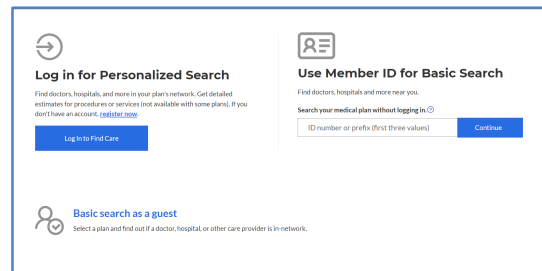 Log in for Personalized Search
Find doctors, hospitals, and more in your plan's network. Get detailed
estimates for procedures or services (not available with some plans). If you
don't have an account, register now.
Log In to Find Care
Use Member ID for Basic Search
Find doctors, hospitals and more near you.
Search your medical plan without logging in.
ID number or prefix (first three values)
Continue
Basic search as a guest
Select a plan and find out if a doctor, hospital, or other care provider is in-network.